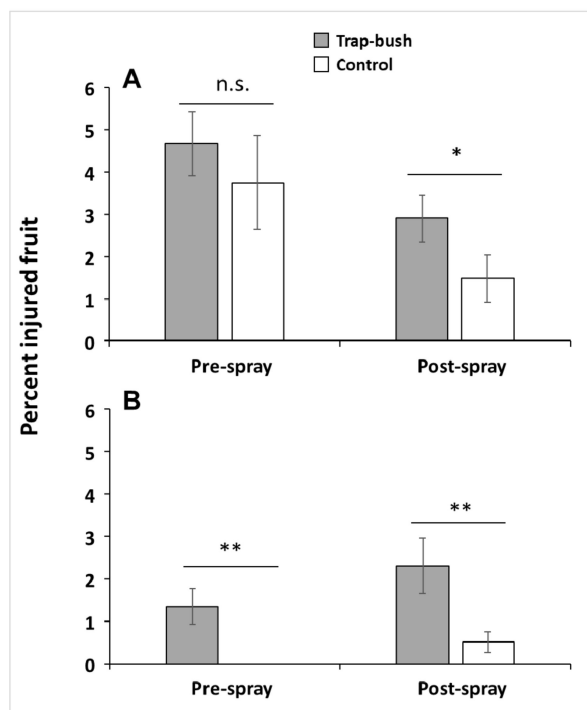 Trap-bush
Control
Percent injured fruit
A
n.s.
*
6
5
4
3
2
1
0
Pre-spray
Post-spray
B
**
**
6
5
4
3
2
1
0
Pre-spray
Post-spray